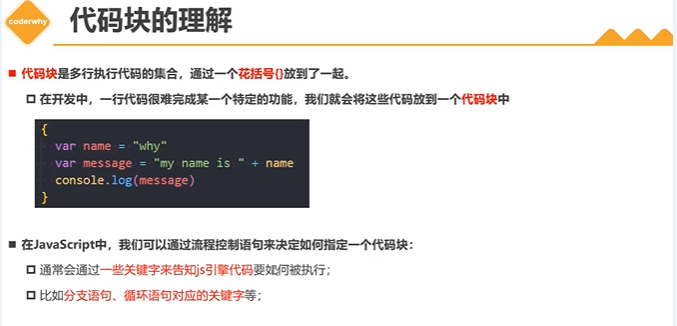 coderwhy
代码块的理解
代码块是多行执行代码的集合，通过一个花括号{}放到了一起。
在开发中，一行代码很难完成某一个特定的功能，我们就会将这些代码放到一个代码块中
{
var name = "why"
var message = "my name is " + name
console.log(message)
}
在JavaScript中，我们可以通过流程控制语句来决定如何指定一个代码块：
通常会通过一些关键字来告知js引擎代码要如何被执行；
比如分支语句、循环语句对应的关键字等；